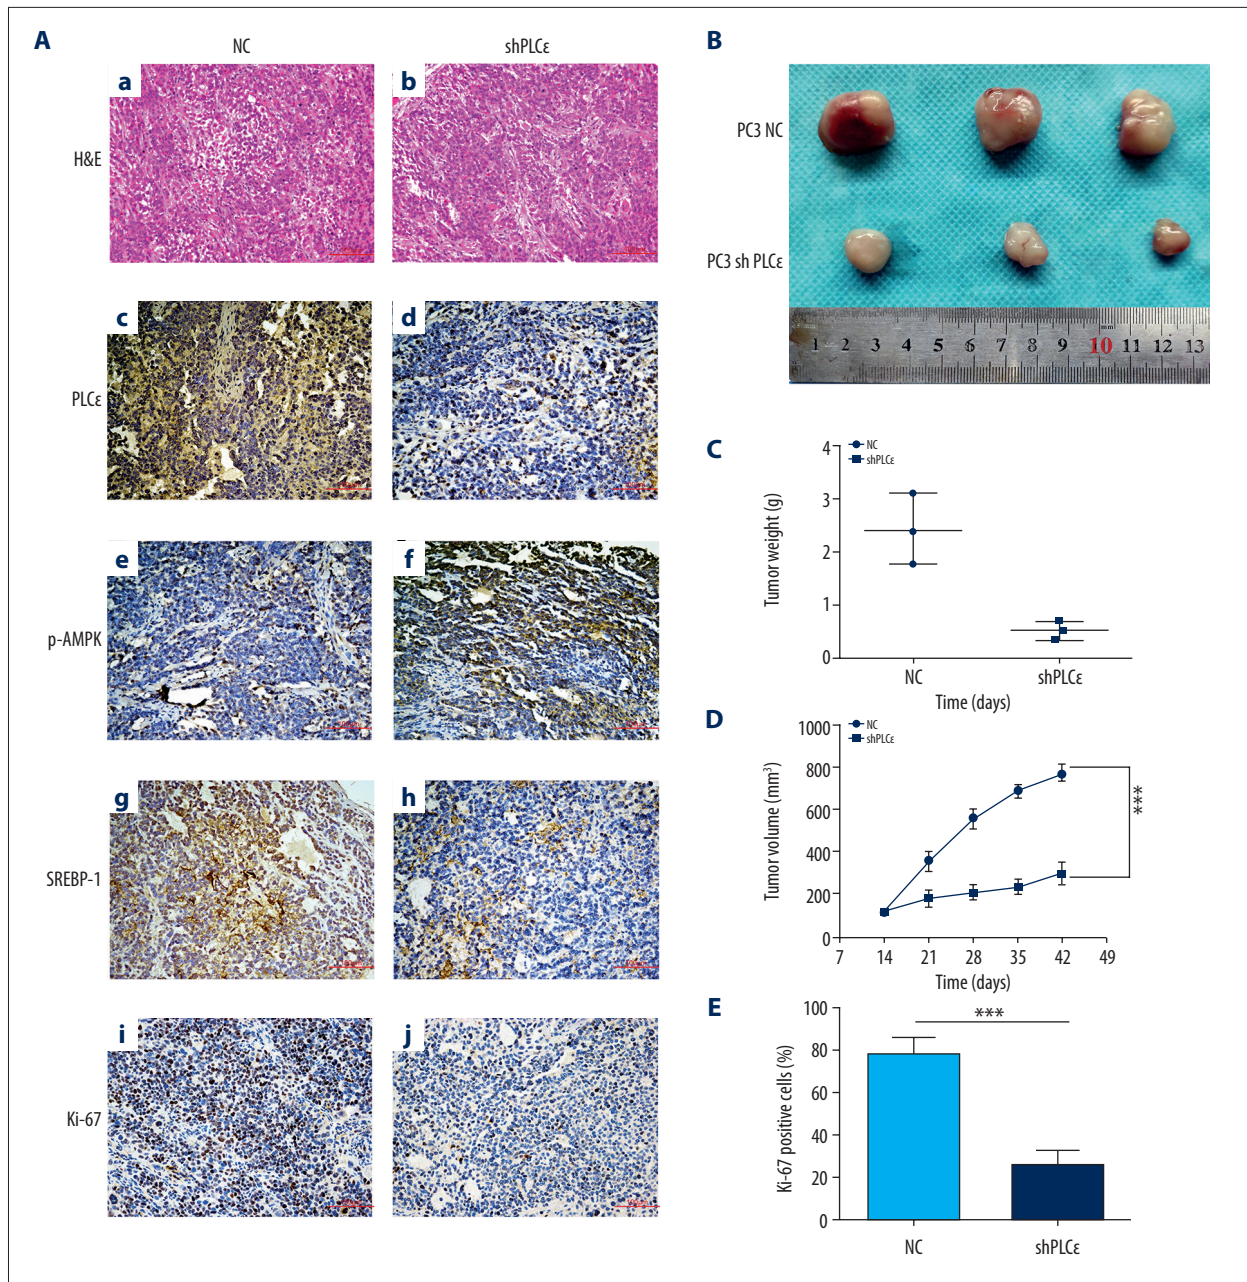 A
NC
shPLCε
a
b
H&E
c
d
PLCε
e
f
p-AMPK
g
h
SREBP-1
i
j
Ki-67
B
PC3 NC
PC3 sh PLCε
mm
1 2 3 4 5 6 7 8 9 10 11 12 13
C
NC
shPLCε
Tumor weight (g)
4
3
2
1
0
NC
shPLCε
Time (days)
D
NC
shPLCε
Tumor volume (mm³)
1000
800
600
400
200
0
7 14 21 28 35 42 49
Time (days)
***
E
Ki-67 positive cells (%)
100
80
60
40
20
0
***
NC
shPLCε